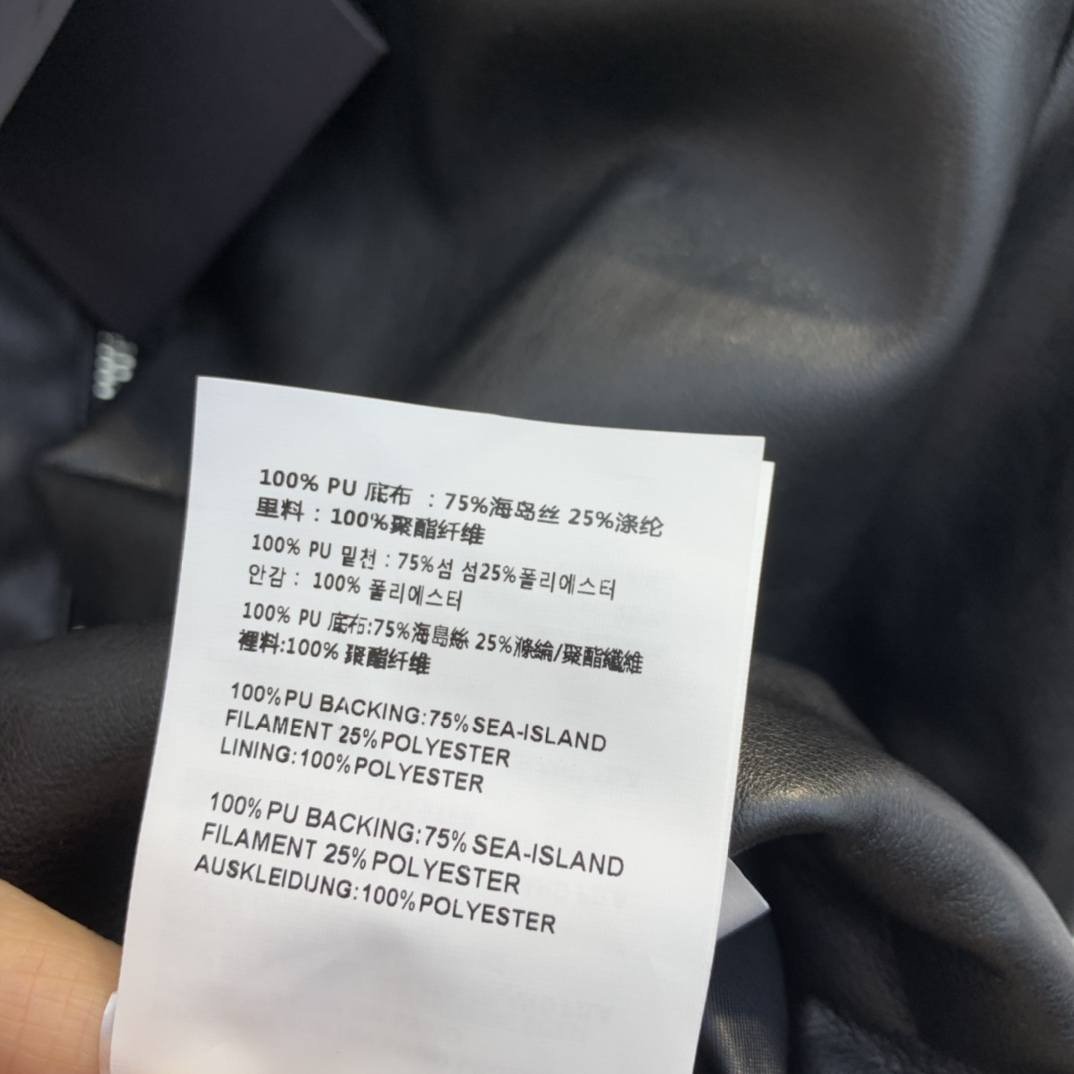 100% PU 底布 ：75%海岛丝 25%涤纶
里料：100%聚酯纤维
100% PU 밑천 : 75%섬 섬25%폴리에스터
안감 : 100% 폴리에스터
100% PU 底布:75%海島絲 25%滌綸/聚酯纖維
裡料:100% 聚酯纤维
100%PU BACKING:75%SEA-ISLAND
FILAMENT 25%POLYESTER
LINING:100%POLYESTER
100%PU BACKING:75% SEA-ISLAND
FILAMENT 25%POLYESTER
AUSKLEIDUNG:100%POLYESTER